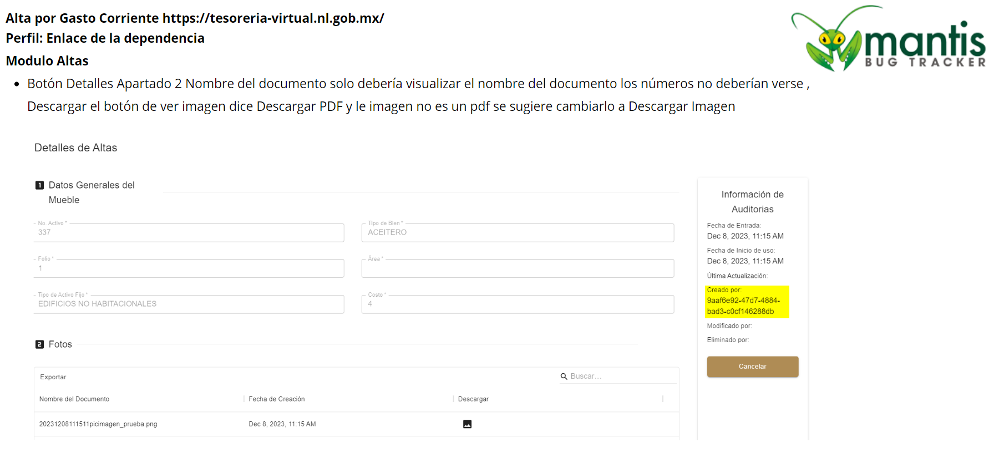 Alta por Gasto Corriente https://tesoreria-virtual.nl.gob.mx/
Perfil: Enlace de la dependencia
Modulo Altas
mantis
BUG TRACKER
• Botón Detalles Apartado 2 Nombre del documento solo debería visualizar el nombre del documento los números no deberían verse ,
Descargar el botón de ver imagen dice Descargar PDF y le imagen no es un pdf se sugiere cambiarlo a Descargar Imagen
Detalles de Altas
1 Datos Generales del
Mueble
No. Activo *
337
Tipo de Bien *
ACEITERO
Folio *
1
Área *
Tipo de Activo Fijo *
EDIFICIOS NO HABITACIONALES
Costo *
4
2 Fotos
Exportar
Buscar...
Nombre del Documento
Fecha de Creación
Descargar
20231208111511picimagen_prueba.png
Dec 8, 2023, 11:15 AM
Información de
Auditorias
Fecha de Entrada:
Dec 8, 2023, 11:15 AM
Fecha de Inicio de uso:
Dec 8, 2023, 11:15 AM
Última Actualización:
Creado por:
9aaf6e92-47d7-4884-
bad3-c0cf146288db
Modificado por:
Eliminado por:
Cancelar